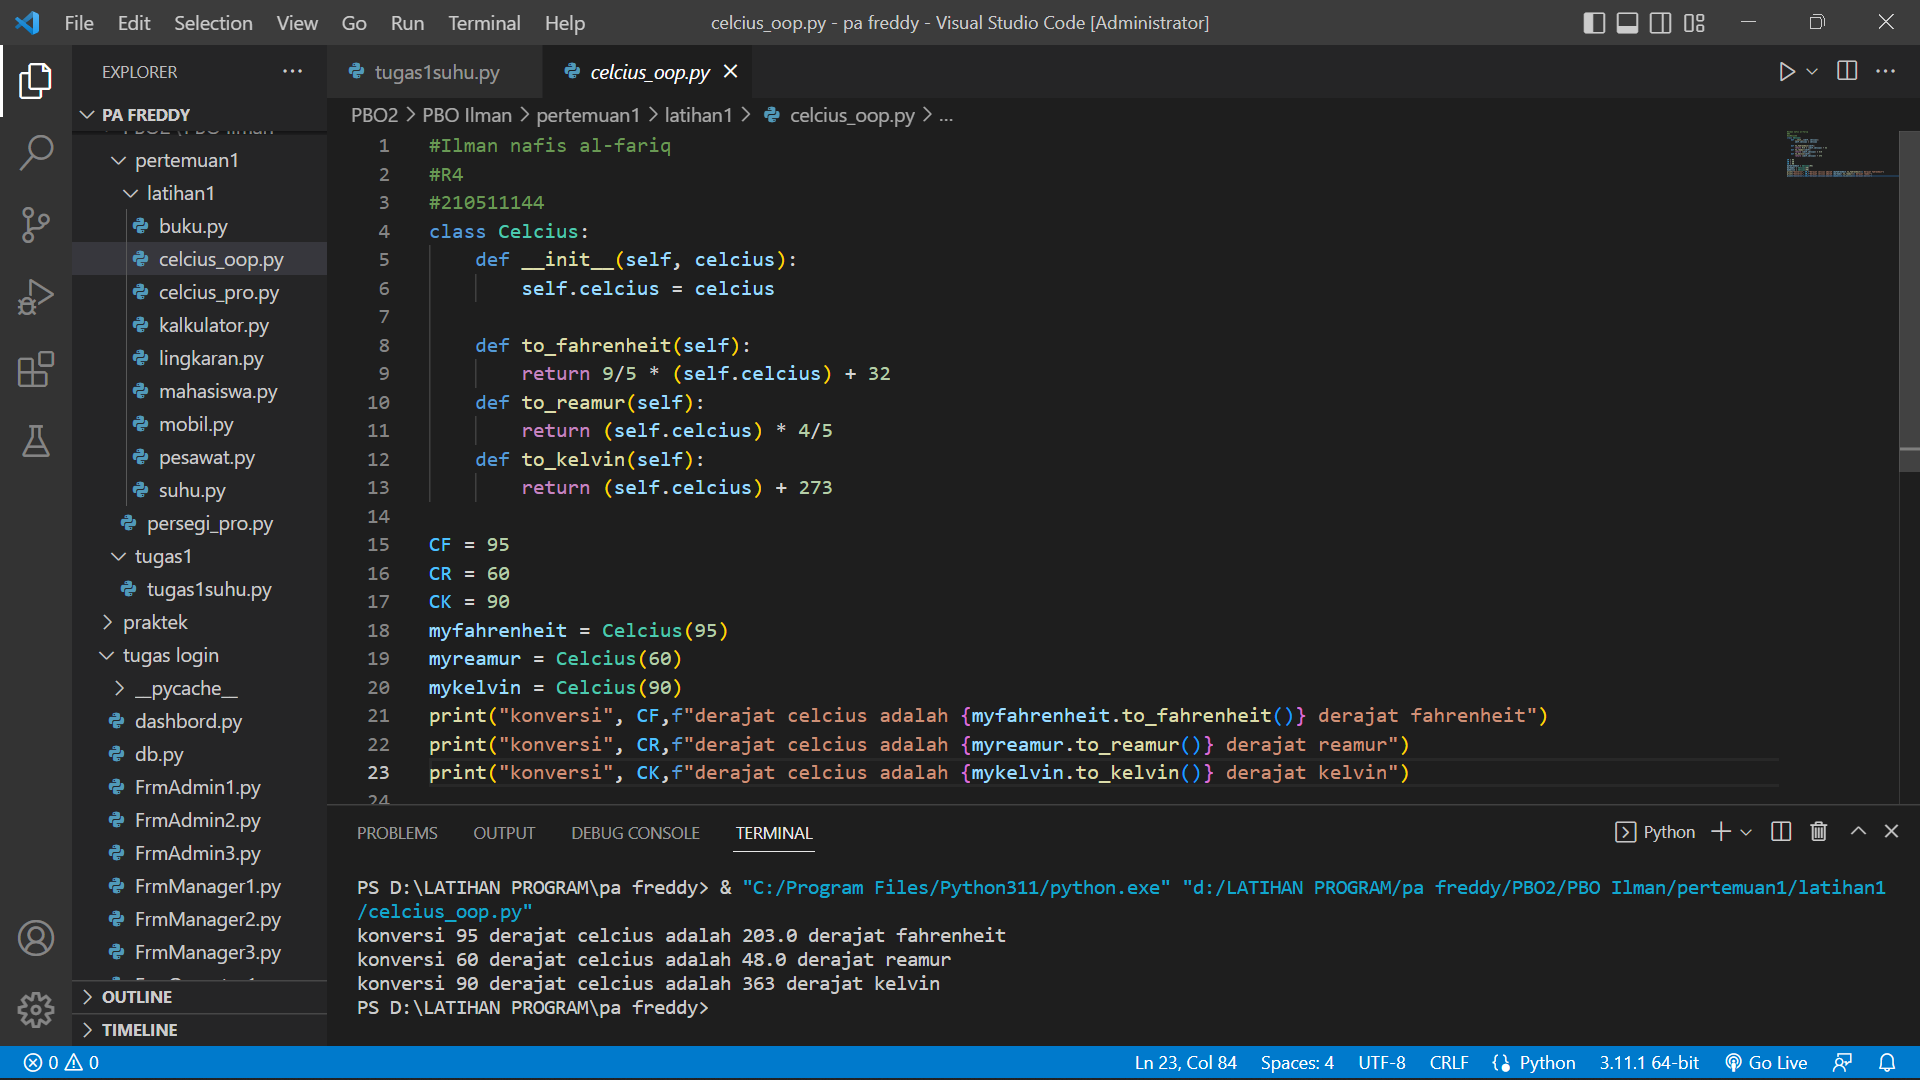 File Edit Selection View Go Run Terminal Help
celcius_oop.py - pa freddy - Visual Studio Code [Administrator]
EXPLORER ...
PA FREDDY
pertemuan1
latihan1
buku.py
celcius_oop.py
celcius_pro.py
kalkulator.py
lingkaran.py
mahasiswa.py
mobil.py
pesawat.py
suhu.py
persegi_pro.py
tugas1
tugas1suhu.py
praktek
tugas login
__pycache__
dashbord.py
db.py
FrmAdmin1.py
FrmAdmin2.py
FrmAdmin3.py
FrmManager1.py
FrmManager2.py
FrmManager3.py
OUTLINE
TIMELINE
tugas1suhu.py
celcius_oop.py
PBO2 > PBO Ilman > pertemuan1 > latihan1 > celcius_oop.py > ...
1 #Ilman nafis al-fariq
2 #R4
3 #210511144
4 class Celcius:
5     def __init__(self, celcius):
6         self.celcius = celcius
7
8     def to_fahrenheit(self):
9         return 9/5 * (self.celcius) + 32
10     def to_reamur(self):
11         return (self.celcius) * 4/5
12     def to_kelvin(self):
13         return (self.celcius) + 273
14
15 CF = 95
16 CR = 60
17 CK = 90
18 myfahrenheit = Celcius(95)
19 myreamur = Celcius(60)
20 mykelvin = Celcius(90)
21 print("konversi", CF,f"derajat celcius adalah {myfahrenheit.to_fahrenheit()} derajat fahrenheit")
22 print("konversi", CR,f"derajat celcius adalah {myreamur.to_reamur()} derajat reamur")
23 print("konversi", CK,f"derajat celcius adalah {mykelvin.to_kelvin()} derajat kelvin")
24
PROBLEMS OUTPUT DEBUG CONSOLE TERMINAL
Python
PS D:\LATIHAN PROGRAM\pa freddy> & "C:/Program Files/Python311/python.exe" "d:/LATIHAN PROGRAM/pa freddy/PBO2/PBO Ilman/pertemuan1/latihan1
/celcius_oop.py"
konversi 95 derajat celcius adalah 203.0 derajat fahrenheit
konversi 60 derajat celcius adalah 48.0 derajat reamur
konversi 90 derajat celcius adalah 363 derajat kelvin
PS D:\LATIHAN PROGRAM\pa freddy>
0 0
Ln 23, Col 84 Spaces: 4 UTF-8 CRLF Python 3.11.1 64-bit Go Live